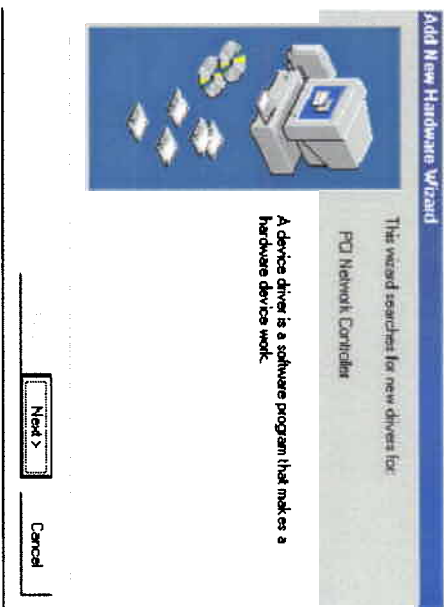 Add New Hardware Wizard
This wizard searches for new drivers for:
PCI Network Controller
A device driver is a software program that makes a
hardware device work.
Next >
Cancel